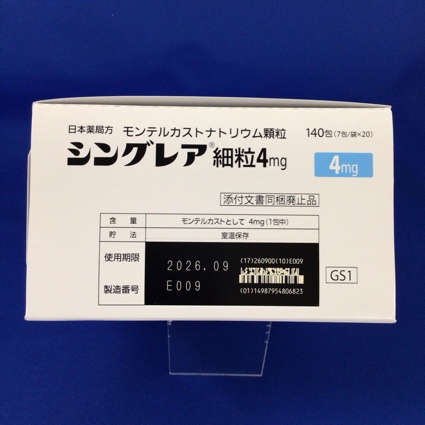 日本薬局方 モンテルカストナトリウム顆粒 140包(7包/袋×20)
シングレア®細粒4mg 4mg
添付文書同梱廃止品
含量 モンテルカストとして 4mg(1包中)
貯法 室温保存
使用期限 2026.09 (17)260900(10)E009
製造番号 E009 (01)14987954806823
GS1